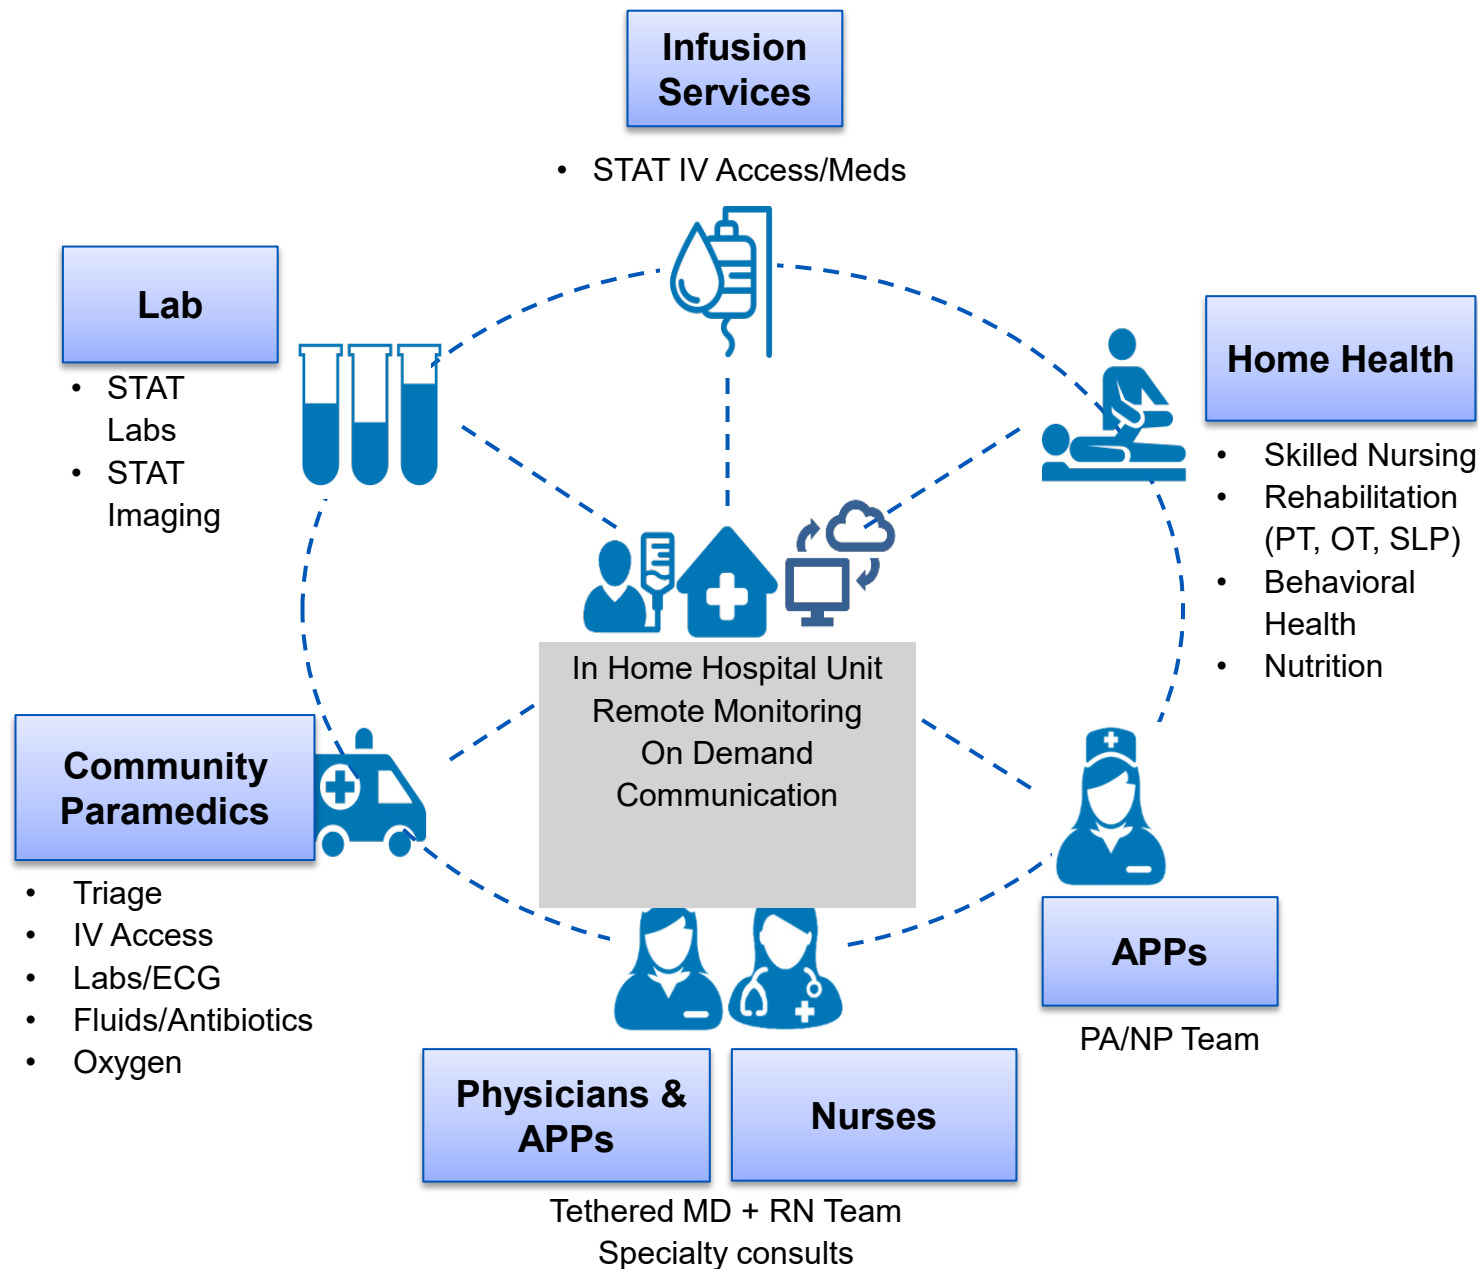 Infusion
Services
• STAT IV Access/Meds
Lab
• STAT
Labs
• STAT
Imaging
Home Health
• Skilled Nursing
• Rehabilitation
(PT, OT, SLP)
• Behavioral
Health
• Nutrition
In Home Hospital Unit
Remote Monitoring
On Demand
Communication
Community
Paramedics
• Triage
• IV Access
• Labs/ECG
• Fluids/Antibiotics
• Oxygen
APPs
PA/NP Team
Physicians &
APPs
Nurses
Tethered MD + RN Team
Specialty consults